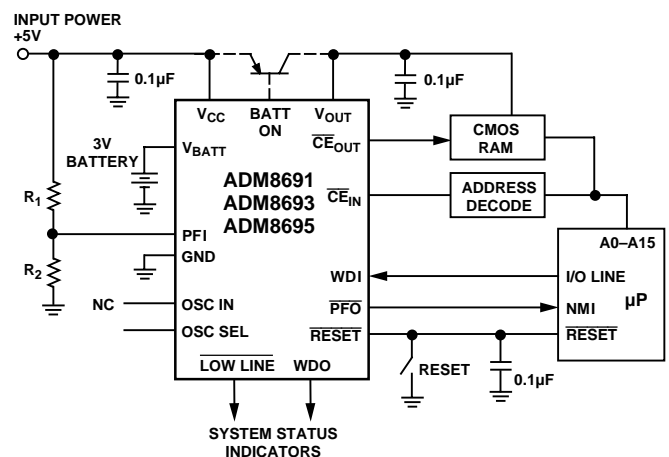 INPUT POWER
+5V
0.1µF
0.1µF
VCC
BATT
ON
VOUT
3V
BATTERY
VBATT
CEOUT
CMOS
RAM
R1
ADM8691
ADM8693
ADM8695
CEIN
ADDRESS
DECODE
A0–A15
PFI
R2
GND
WDI
I/O LINE
µP
NC
OSC IN
PFO
NMI
OSC SEL
RESET
RESET
LOW LINE
WDO
RESET
0.1µF
SYSTEM STATUS
INDICATORS